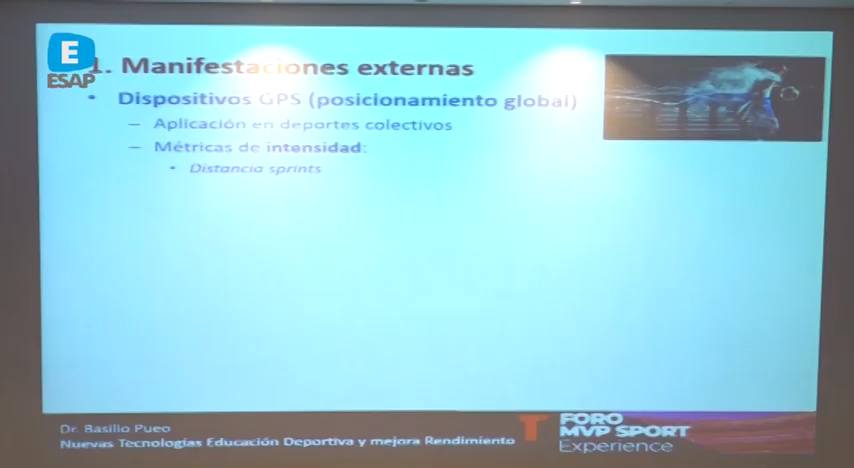 E
ESAP
1. Manifestaciones externas
• Dispositivos GPS (posicionamiento global)
– Aplicación en deportes colectivos
– Métricas de intensidad:
• Distancia sprints
Dr. Basilio Pueo
Nuevas Tecnologías Educación Deportiva y mejora Rendimiento
FORO
MVP SPORT
Experience